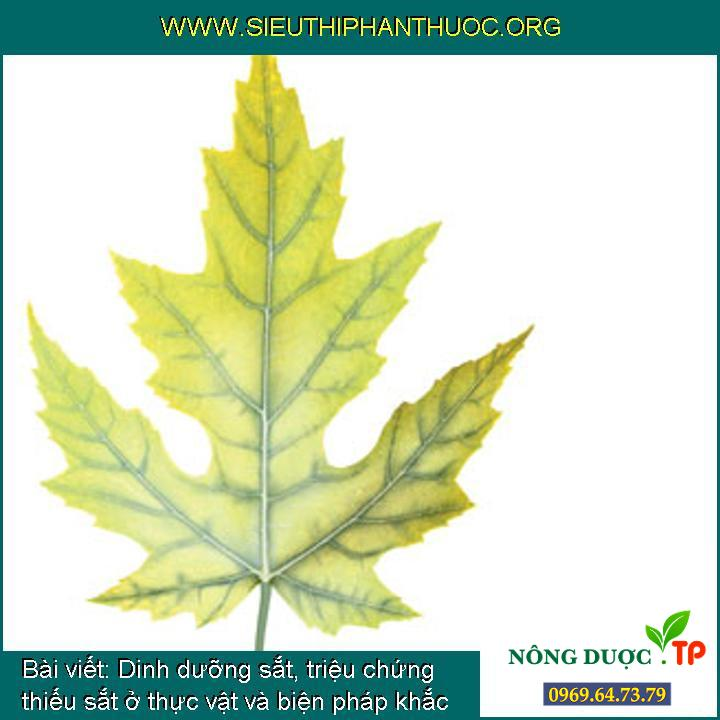 WWW.SIEUTHIPHANTHUOC.ORG
Bài viết: Dinh dưỡng sắt, triệu chứng
thiếu sắt ở thực vật và biện pháp khắc
NÔNG DƯỢC TP
0969.64.73.79